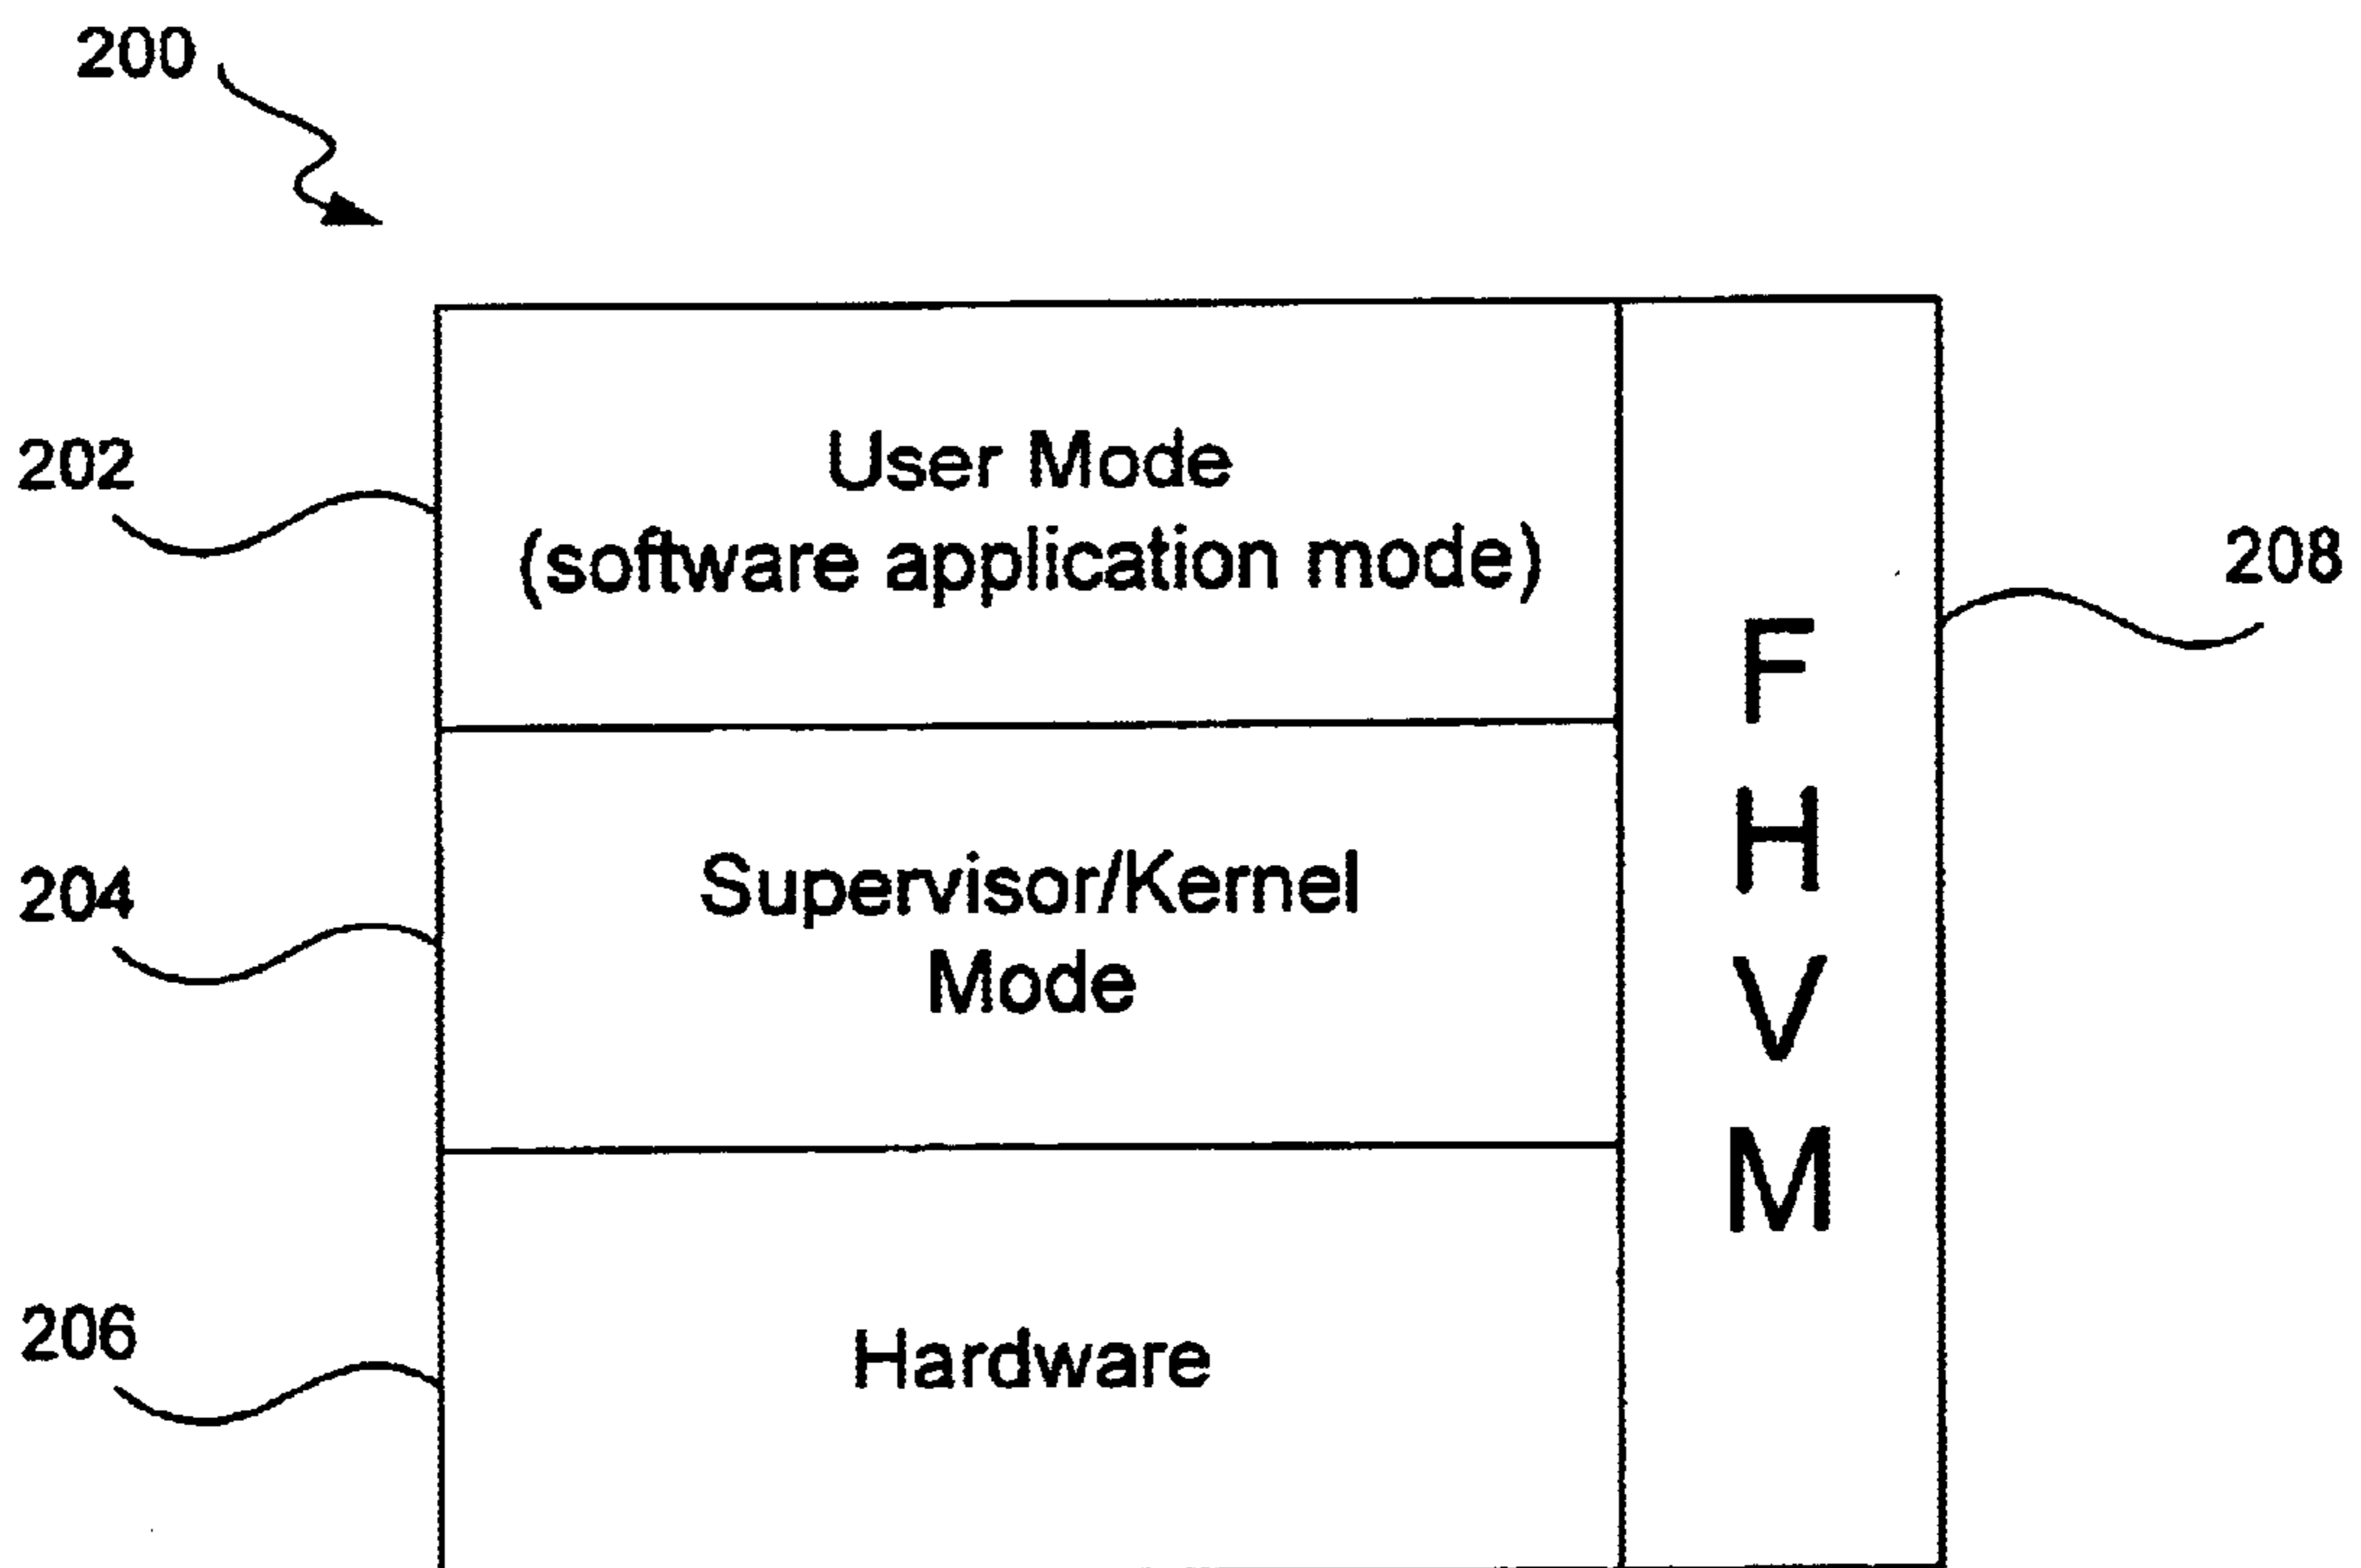 200
202
User Mode
(software application mode)
208
F
H
V
M
204
Supervisor/Kernel
Mode
206
Hardware